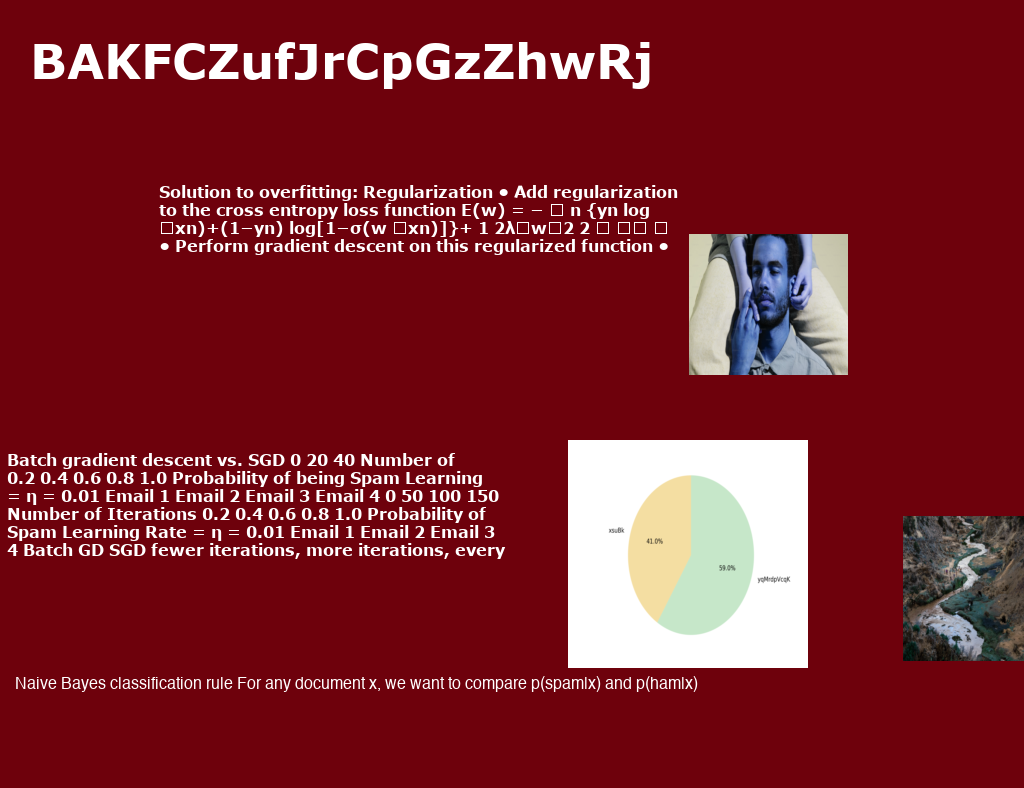 BAKFCZufJrCpGzZhwRj
Solution to overfitting: Regularization • Add regularization
to the cross entropy loss function E(w) = − □ n {yn log
□xn)+(1−yn) log[1−σ(w □xn)]}+ 1 2λ□w□2 2 □ □□ □
• Perform gradient descent on this regularized function •
Batch gradient descent vs. SGD 0 20 40 Number of
0.2 0.4 0.6 0.8 1.0 Probability of being Spam Learning
= η = 0.01 Email 1 Email 2 Email 3 Email 4 0 50 100 150
Number of Iterations 0.2 0.4 0.6 0.8 1.0 Probability of
Spam Learning Rate = η = 0.01 Email 1 Email 2 Email 3
4 Batch GD SGD fewer iterations, more iterations, every
xsuBk
41.0%
59.0%
yqMrdpVcqK
Naive Bayes classification rule For any document x, we want to compare p(spam|x) and p(ham|x)